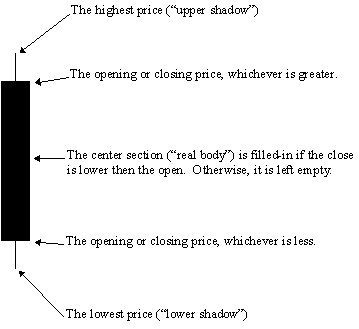 The highest price (“upper shadow”)
The opening or closing price, whichever is greater.
The center section (“real body”) is filled-in if the close
is lower then the open.  Otherwise, it is left empty.
The opening or closing price, whichever is less.
The lowest price (“lower shadow”)